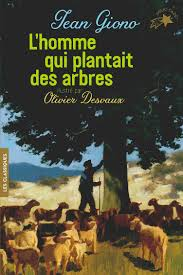 Jean Giono
L'homme
qui plantait
des arbres
illustré par
Olivier Desvaux
LES CLASSIQUES